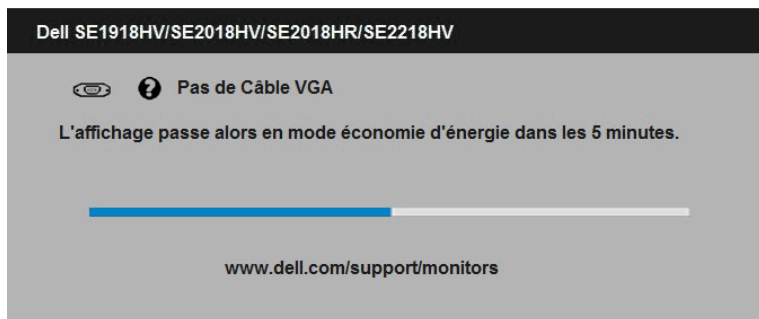 Dell SE1918HV/SE2018HV/SE2018HR/SE2218HV
Pas de Câble VGA
L'affichage passe alors en mode économie d'énergie dans les 5 minutes.
www.dell.com/support/monitors